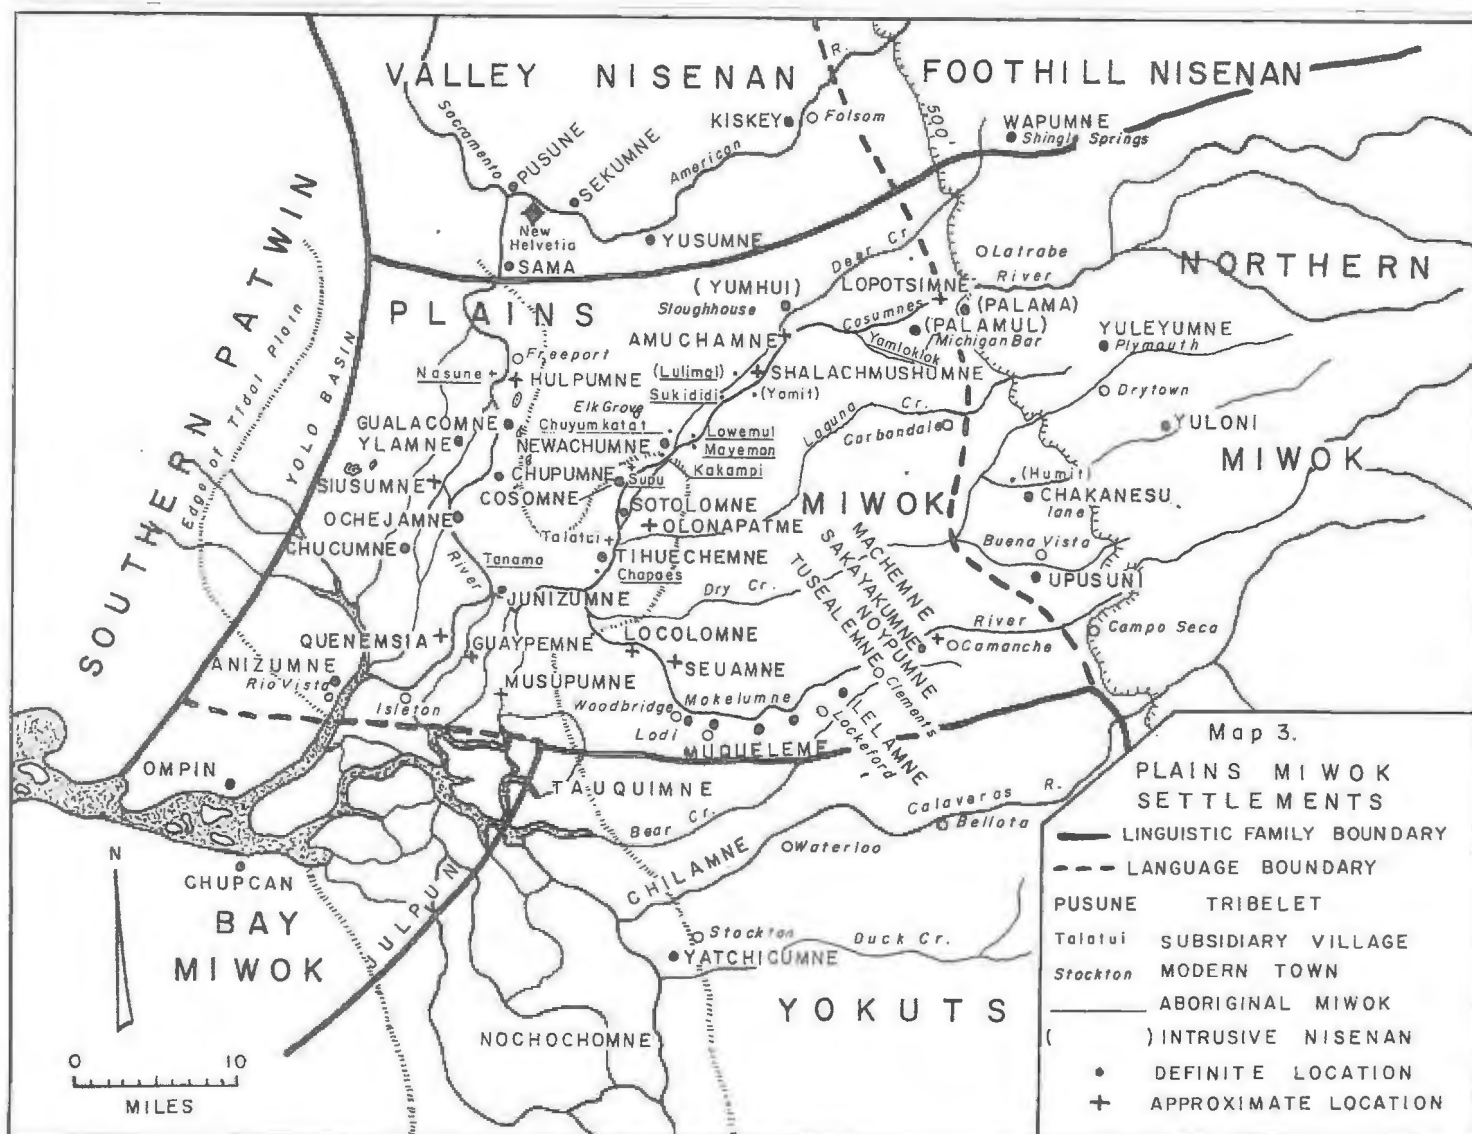 VALLEY NISENAN
FOOTHILL NISENAN
R.
KISKEY
Folsom
500'
WAPUMNE
Shingle Springs
Sacramento
PUSUNE
SEKUMNE
American
New
Helvetia
YUSUMNE
SAMA
SOUTHERN PATWIN
Edge of Tidal Plain
YOLO BASIN
PLAINS
Dear Cr.
Latrobe
River
NORTHERN
(YUMHUI)
Sloughhouse
LOPOTSIMNE
(PALAMA)
Cosumnes
(PALAMUL)
Michigan Bar
Yamloklok
YULEYUMNE
Plymouth
AMUCHAMNE
Freeport
Nasune
HULPUMNE
(Lulimal)
SHALACHMUSHUMNE
Sukididi
(Yomit)
Drytown
Elk Grove
Chuyumkatat
Laguna Cr.
GUALACOMNE
YLAMNE
NEWACHUMNE
Lowemul
Mayeman
Kakampi
Carbondale
YULONI
MIWOK
CHUPUMNE
Supu
SIUSUMNE
COSOMNE
(Humit)
CHAKANESU
Ione
MIWOK
SOTOLOMNE
OCHEJAMNE
OLONAPATME
Talatui
CHUCUMNE
Buena Vista
TIHUECHEMNE
River
Tanama
Chapaes
UPUSUNI
MACHEMNE
SAKAYAKUMNE
NOYPUMNE
TUSEALEMNE
JUNIZUMNE
Dry Cr.
River
Campo Seca
Camanche
QUENEMSIA
GUAYPEMNE
LOCOLOMNE
SEUAMNE
ANIZUMNE
Rio Vista
Clements
MUSUPUMNE
Mokelumne
Isleton
Woodbridge
Lodi
ILELAMNE
Lockeford
MUQUELEMNE
OMPIN
TAUQUIMNE
Calaveras R.
Bear Cr.
Bellota
N
CHILAMNE
Waterloo
CHUPCAN
JULPUN
BAY
MIWOK
Stockton
Duck Cr.
YATCHICUMNE
YOKUTS
NOCHOCHOMNE
0 10
MILES
Map 3.
PLAINS MIWOK
SETTLEMENTS
LINGUISTIC FAMILY BOUNDARY
LANGUAGE BOUNDARY
PUSUNE TRIBELET
Talatui SUBSIDIARY VILLAGE
Stockton MODERN TOWN
ABORIGINAL MIWOK
( ) INTRUSIVE NISENAN
DEFINITE LOCATION
+ APPROXIMATE LOCATION